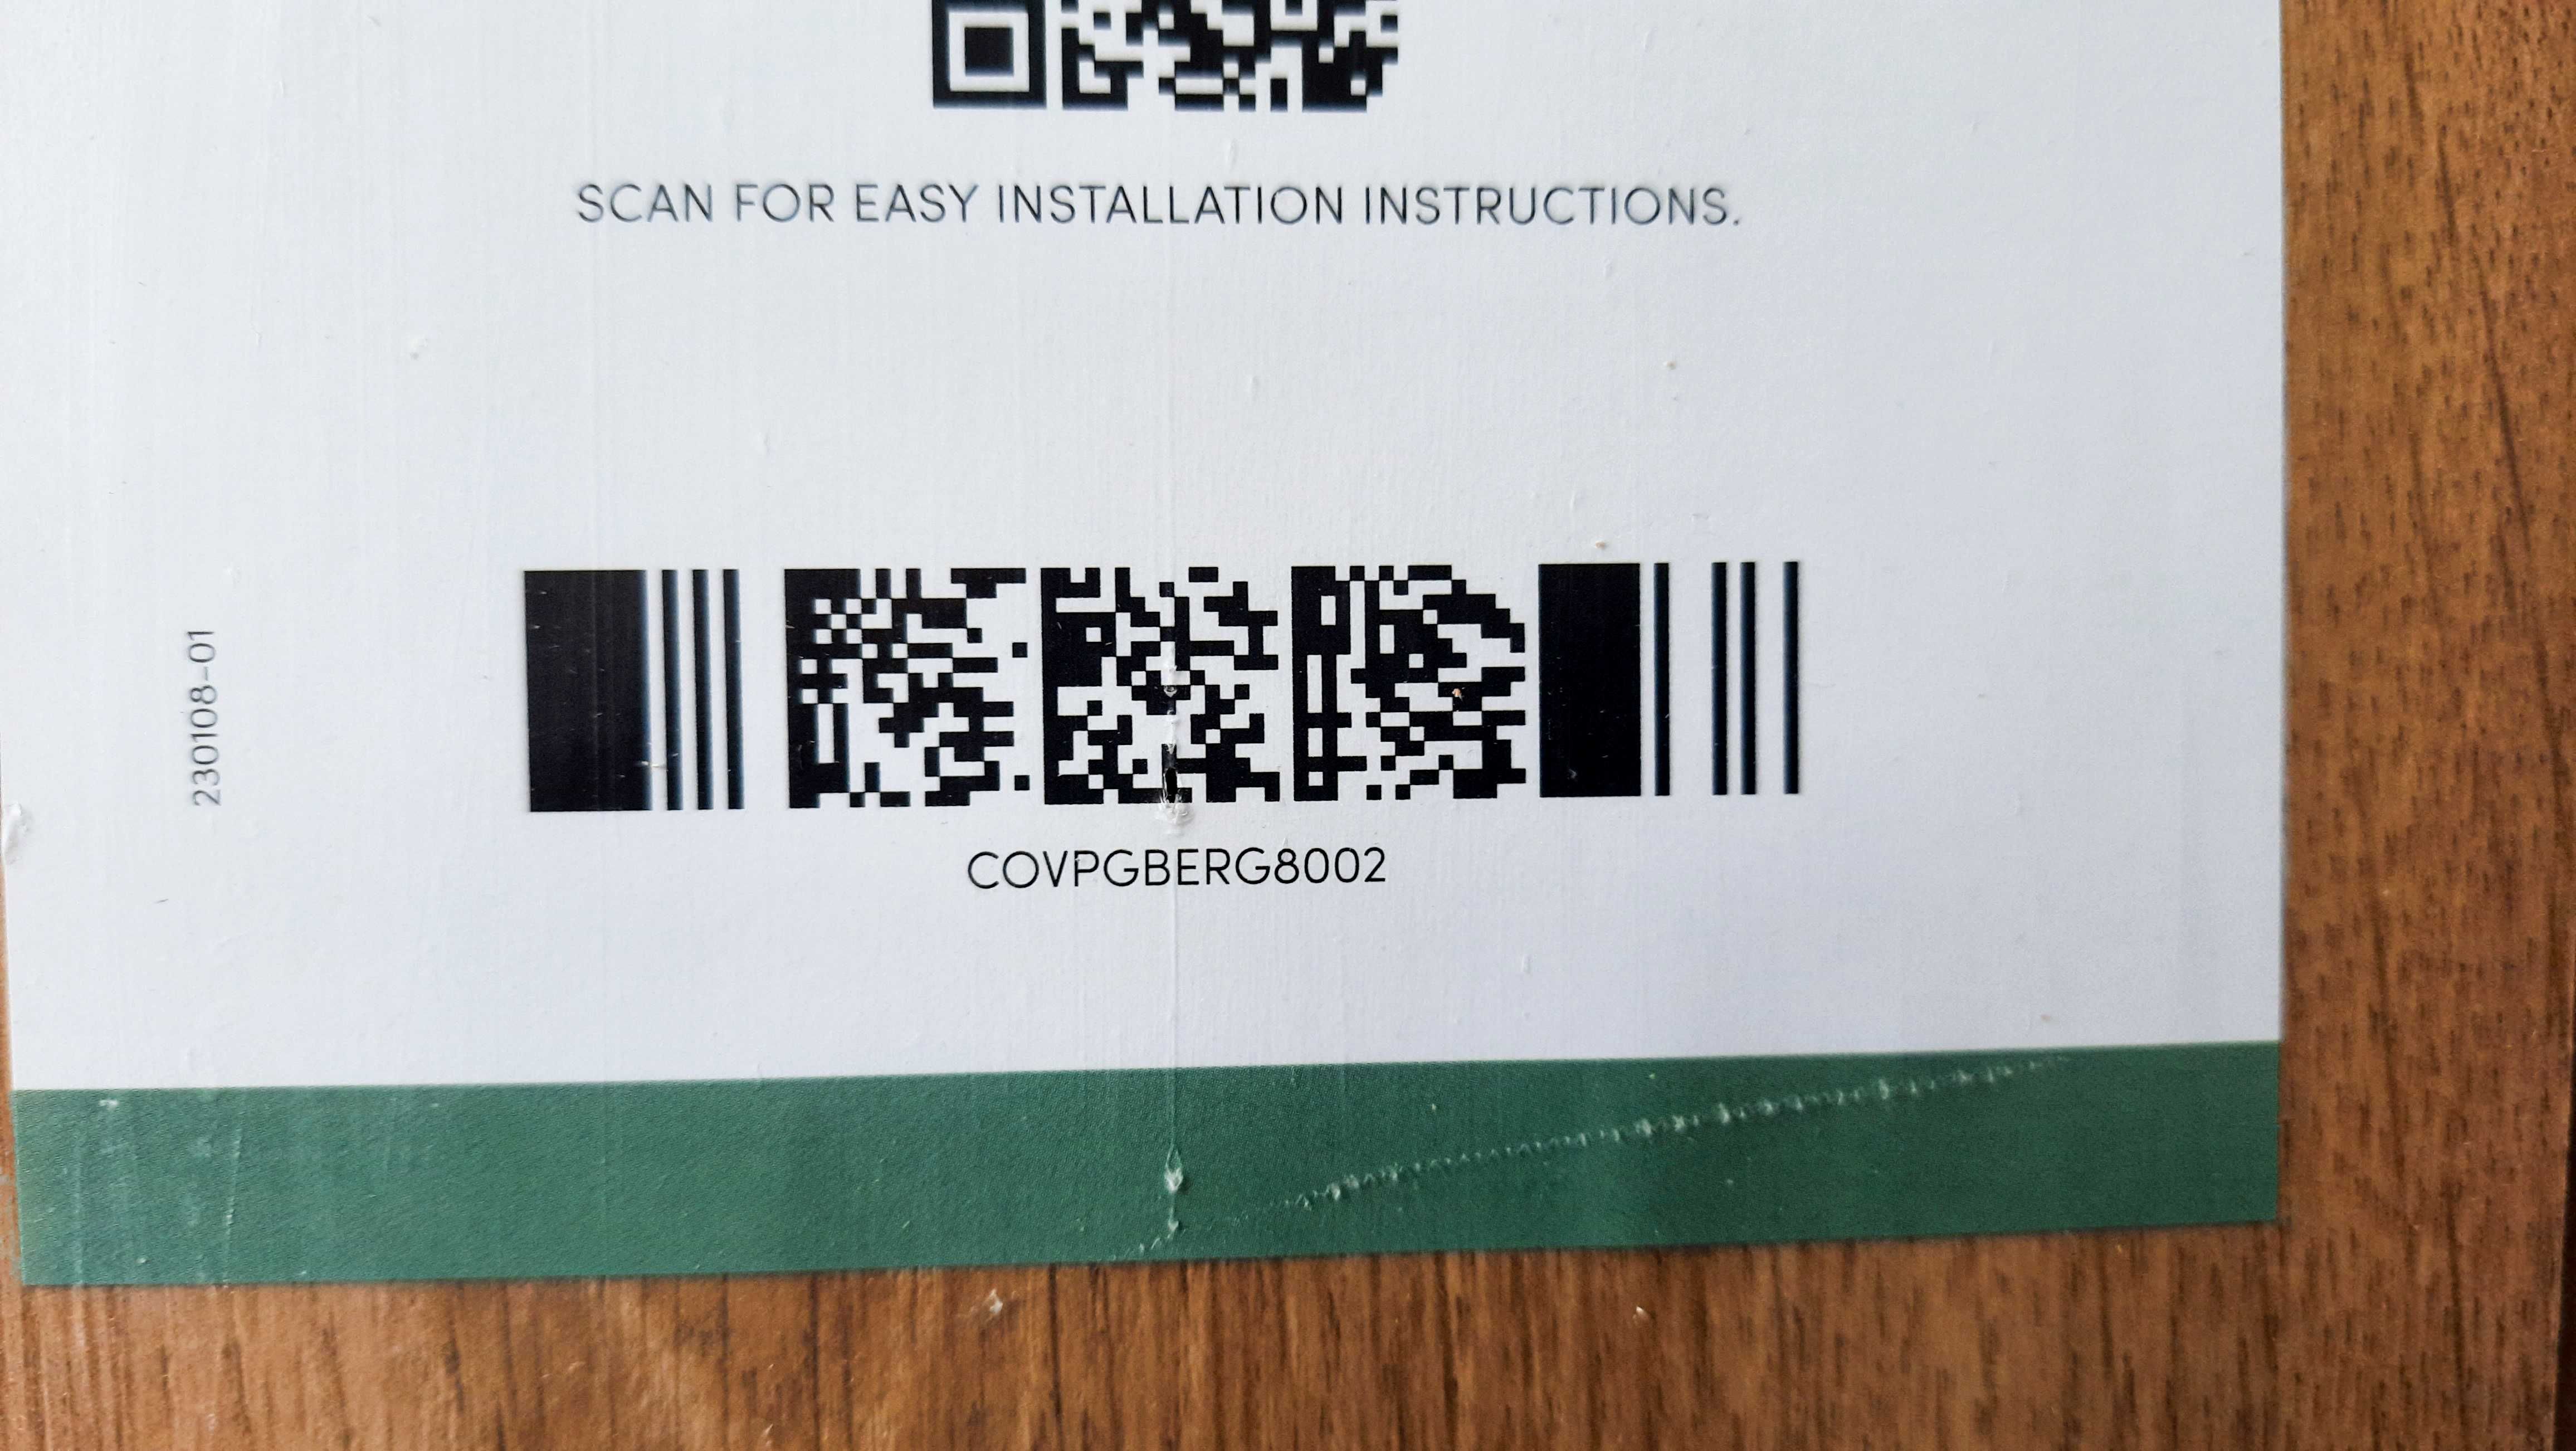 SCAN FOR EASY INSTALLATION INSTRUCTIONS.
230108-01
COVPGBERG8002